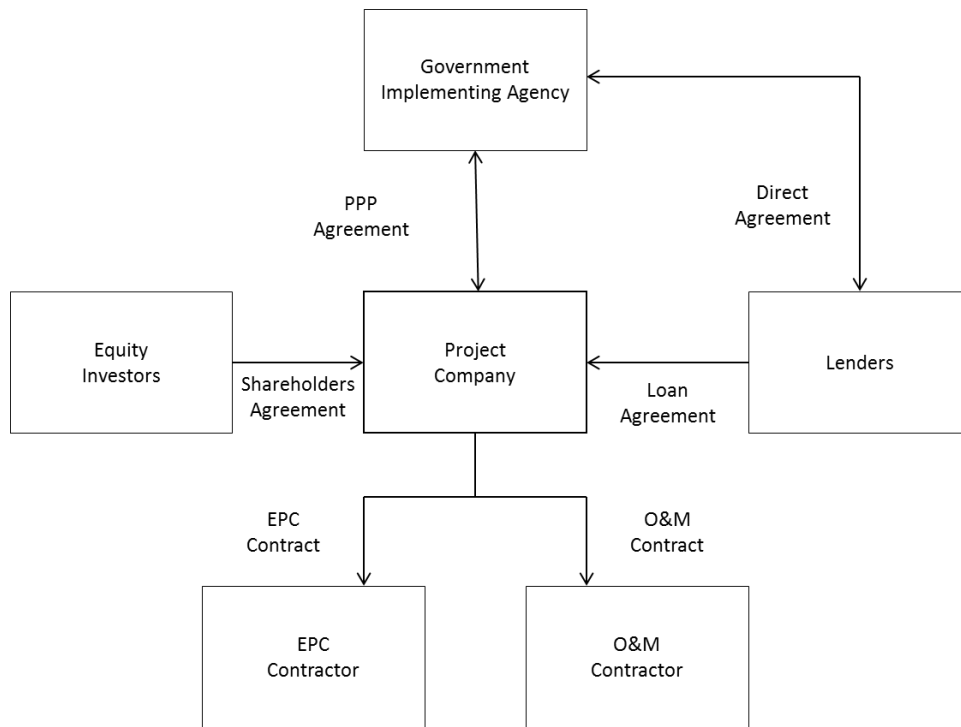 Government
Implementing Agency
PPP
Agreement
Direct
Agreement
Equity
Investors
Project
Company
Lenders
Shareholders
Agreement
Loan
Agreement
EPC
Contract
O&M
Contract
EPC
Contractor
O&M
Contractor